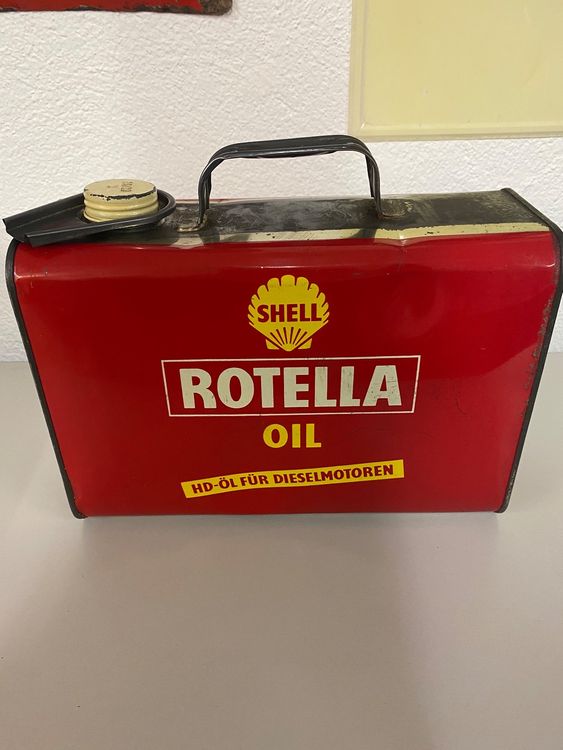 SHELL
ROTELLA
OIL
HD-ÖL FÜR DIESELMOTOREN